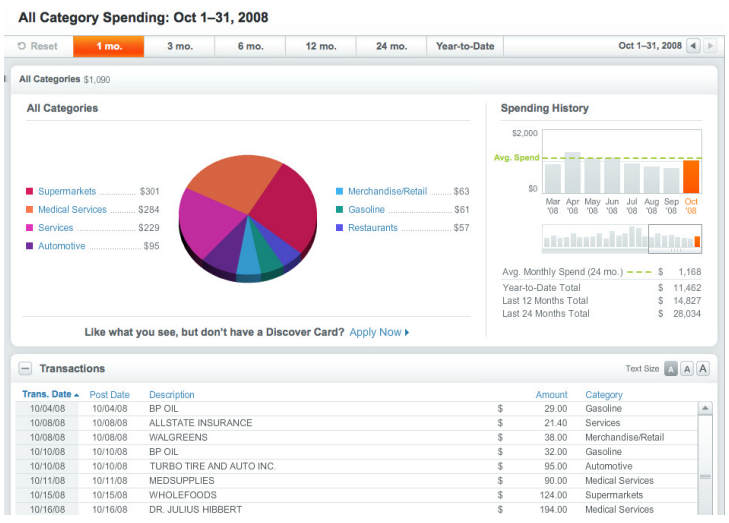 All Category Spending: Oct 1–31, 2008
Reset 1 mo. 3 mo. 6 mo. 12 mo. 24 mo. Year-to-Date Oct 1–31, 2008
All Categories $1,090
All Categories
Supermarkets $301
Medical Services $284
Services $229
Automotive $95
Merchandise/Retail $63
Gasoline $61
Restaurants $57
Like what you see, but don't have a Discover Card? Apply Now
Spending History
$2,000
Avg. Spend
$0
Mar Apr May Jun Jul Aug Sep Oct
'08 '08 '08 '08 '08 '08 '08 '08
Avg. Monthly Spend (24 mo.) $ 1,168
Year-to-Date Total $ 11,462
Last 12 Months Total $ 14,827
Last 24 Months Total $ 28,034
Transactions Text Size A A A
Trans. Date Post Date Description Amount Category
10/04/08 10/04/08 BP OIL $ 29.00 Gasoline
10/08/08 10/08/08 ALLSTATE INSURANCE $ 21.40 Services
10/08/08 10/08/08 WALGREENS $ 38.00 Merchandise/Retail
10/10/08 10/10/08 BP OIL $ 32.00 Gasoline
10/10/08 10/10/08 TURBO TIRE AND AUTO INC. $ 95.00 Automotive
10/11/08 10/11/08 MEDSUPPLIES $ 90.00 Medical Services
10/15/08 10/15/08 WHOLEFOODS $ 124.00 Supermarkets
10/16/08 10/16/08 DR. JULIUS HIBBERT $ 194.00 Medical Services